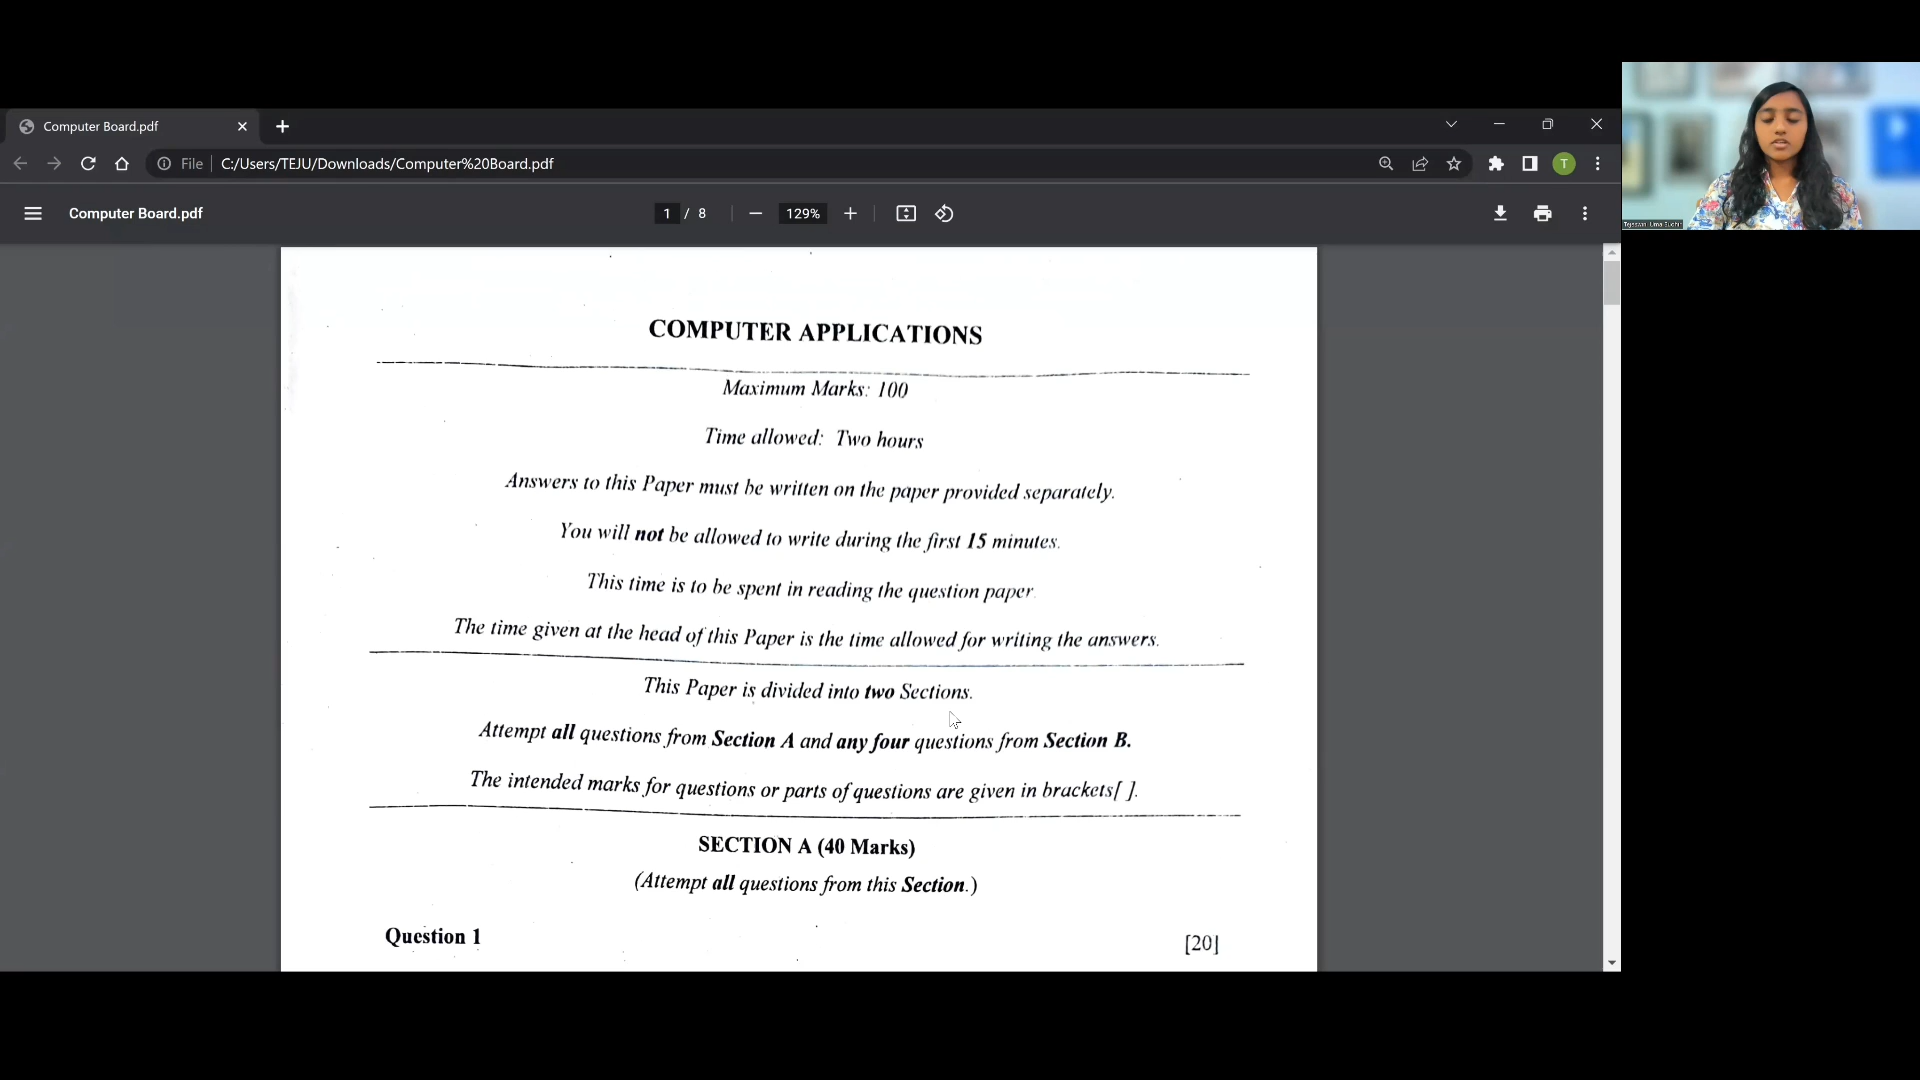 Computer Board.pdf
File
C:/Users/TEJU/Downloads/Computer%20Board.pdf
T
Computer Board.pdf
1 / 8
129%
COMPUTER APPLICATIONS
Maximum Marks: 100
Time allowed: Two hours
Answers to this Paper must be written on the paper provided separately.
You will not be allowed to write during the first 15 minutes.
This time is to be spent in reading the question paper.
The time given at the head of this Paper is the time allowed for writing the answers.
This Paper is divided into two Sections.
Attempt all questions from Section A and any four questions from Section B.
The intended marks for questions or parts of questions are given in brackets[ ].
SECTION A (40 Marks)
(Attempt all questions from this Section.)
Question 1 [20]